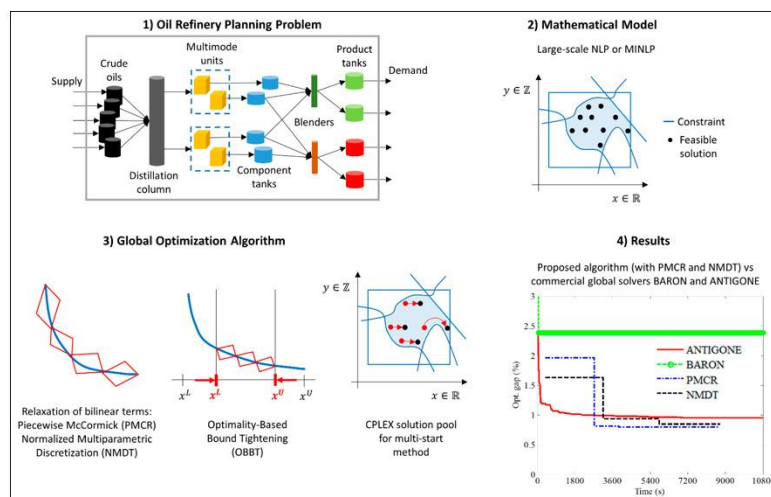 1) Oil Refinery Planning Problem
Supply
Crude
oils
Distillation
column
Multimode
units
Component
tanks
Blenders
Product
tanks
Demand
2) Mathematical Model
Large-scale NLP or MINLP
y ∈ ℤ
x ∈ ℝ
Constraint
Feasible
solution
3) Global Optimization Algorithm
Relaxation of bilinear terms:
Piecewise McCormick (PMCR)
Normalized Multiparametric
Discretization (NMDT)
x^L
x^L
x^U
x^U
Optimality-Based
Bound Tightening
(OBBT)
y ∈ ℤ
x ∈ ℝ
CPLEX solution pool
for multi-start
method
4) Results
Proposed algorithm (with PMCR and NMDT) vs
commercial global solvers BARON and ANTIGONE
Opt. gap (%)
3
2.5
2
1.5
1
0.5
0
ANTIGONE
BARON
PMCR
NMDT
0 1800 3600 5400 7200 9000 1080
Time (s)